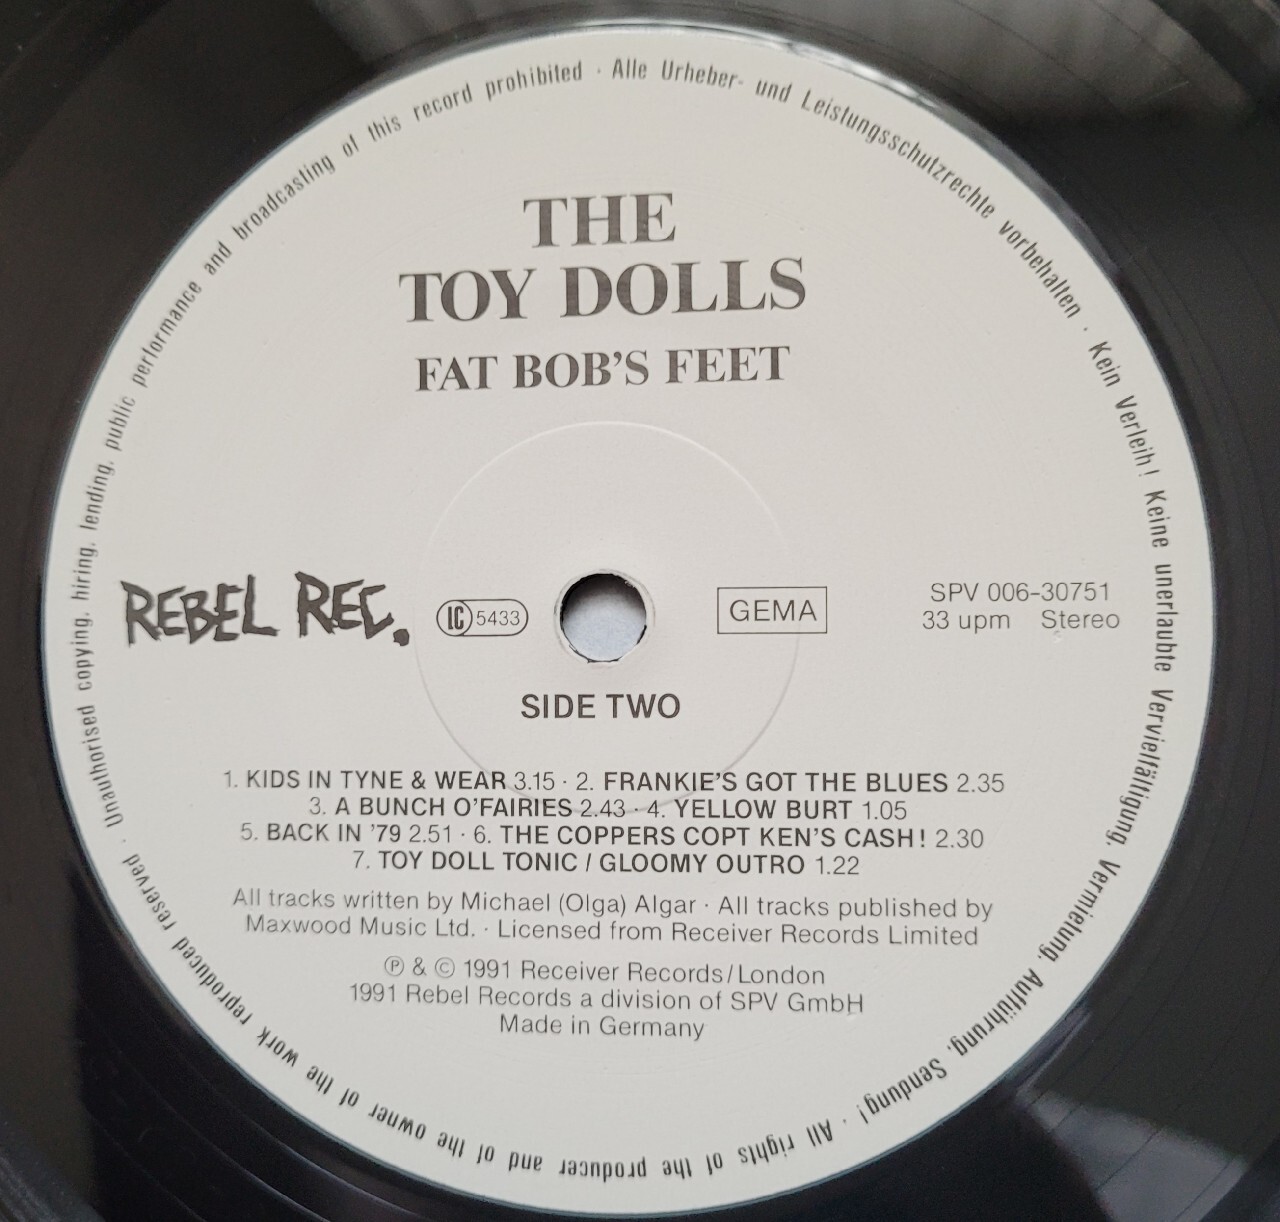 THE
TOY DOLLS
FAT BOB'S FEET
REBEL REC.
LC 5433
GEMA
SPV 006-30751
33 upm Stereo
SIDE TWO
1. KIDS IN TYNE & WEAR 3.15 · 2. FRANKIE'S GOT THE BLUES 2.35
3. A BUNCH O'FAIRIES 2.43 · 4. YELLOW BURT 1.05
5. BACK IN '79 2.51 · 6. THE COPPERS COPT KEN'S CASH! 2.30
7. TOY DOLL TONIC / GLOOMY OUTRO 1.22
All tracks written by Michael (Olga) Algar · All tracks published by
Maxwood Music Ltd. · Licensed from Receiver Records Limited
℗ & © 1991 Receiver Records/London
1991 Rebel Records a division of SPV GmbH
Made in Germany
Alle Urheber- und Leistungsschutzrechte vorbehalten · Kein Verleih! Keine unerlaubte Vervielfältigung, Vermietung, Aufführung, Sendung! · All rights of the producer and of the owner of the work reproduced reserved · Unauthorised copying, hiring, lending, public performance and broadcasting of this record prohibited ·